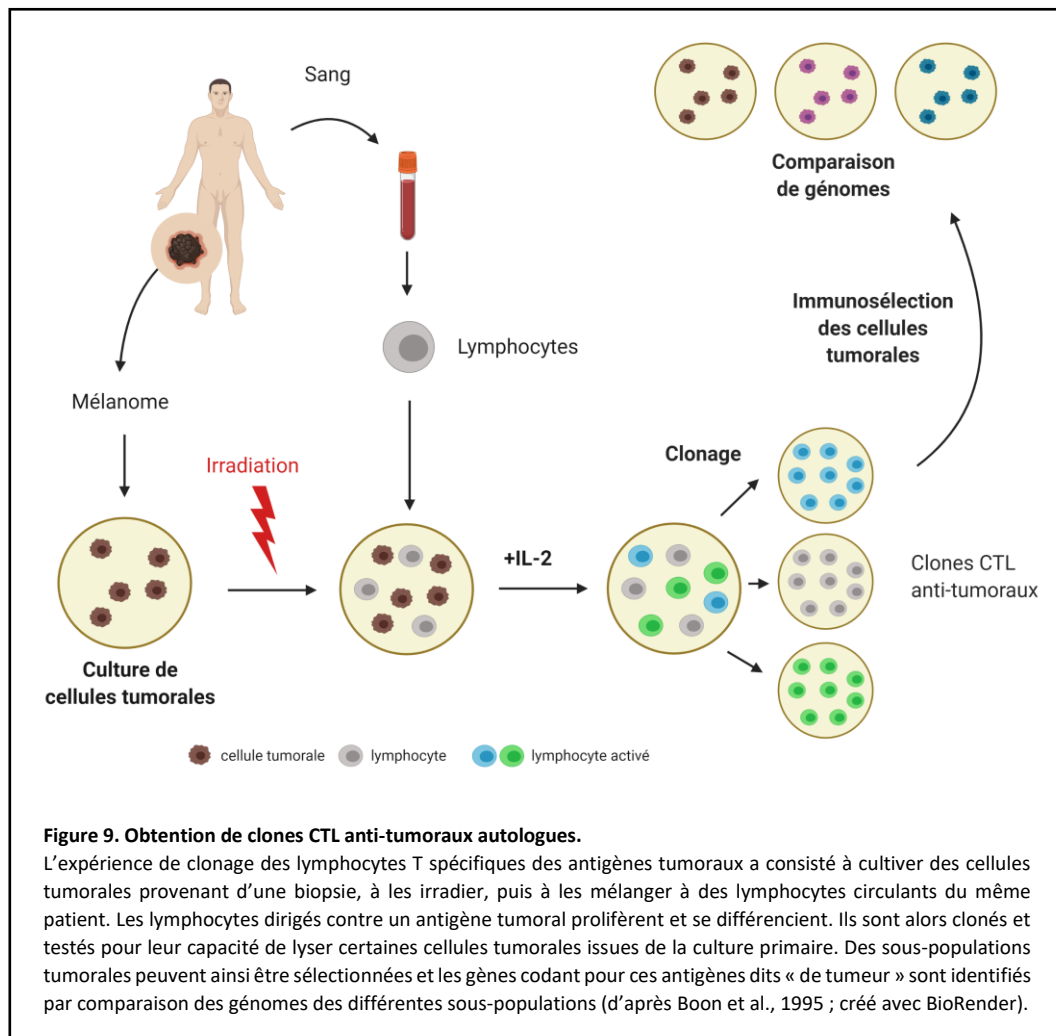 Sang
Comparaison
de génomes
Immunosélection
des cellules
tumorales
Lymphocytes
Mélanome
Irradiation
Clonage
+IL-2
Clones CTL
anti-tumoraux
Culture de
cellules tumorales
cellule tumorale lymphocyte lymphocyte activé
Figure 9. Obtention de clones CTL anti-tumoraux autologues.
L’expérience de clonage des lymphocytes T spécifiques des antigènes tumoraux a consisté à cultiver des cellules
tumorales provenant d’une biopsie, à les irradier, puis à les mélanger à des lymphocytes circulants du même
patient. Les lymphocytes dirigés contre un antigène tumoral prolifèrent et se différencient. Ils sont alors clonés et
testés pour leur capacité de lyser certaines cellules tumorales issues de la culture primaire. Des sous-populations
tumorales peuvent ainsi être sélectionnées et les gènes codant pour ces antigènes dits « de tumeur » sont identifiés
par comparaison des génomes des différentes sous-populations (d’après Boon et al., 1995 ; créé avec BioRender).